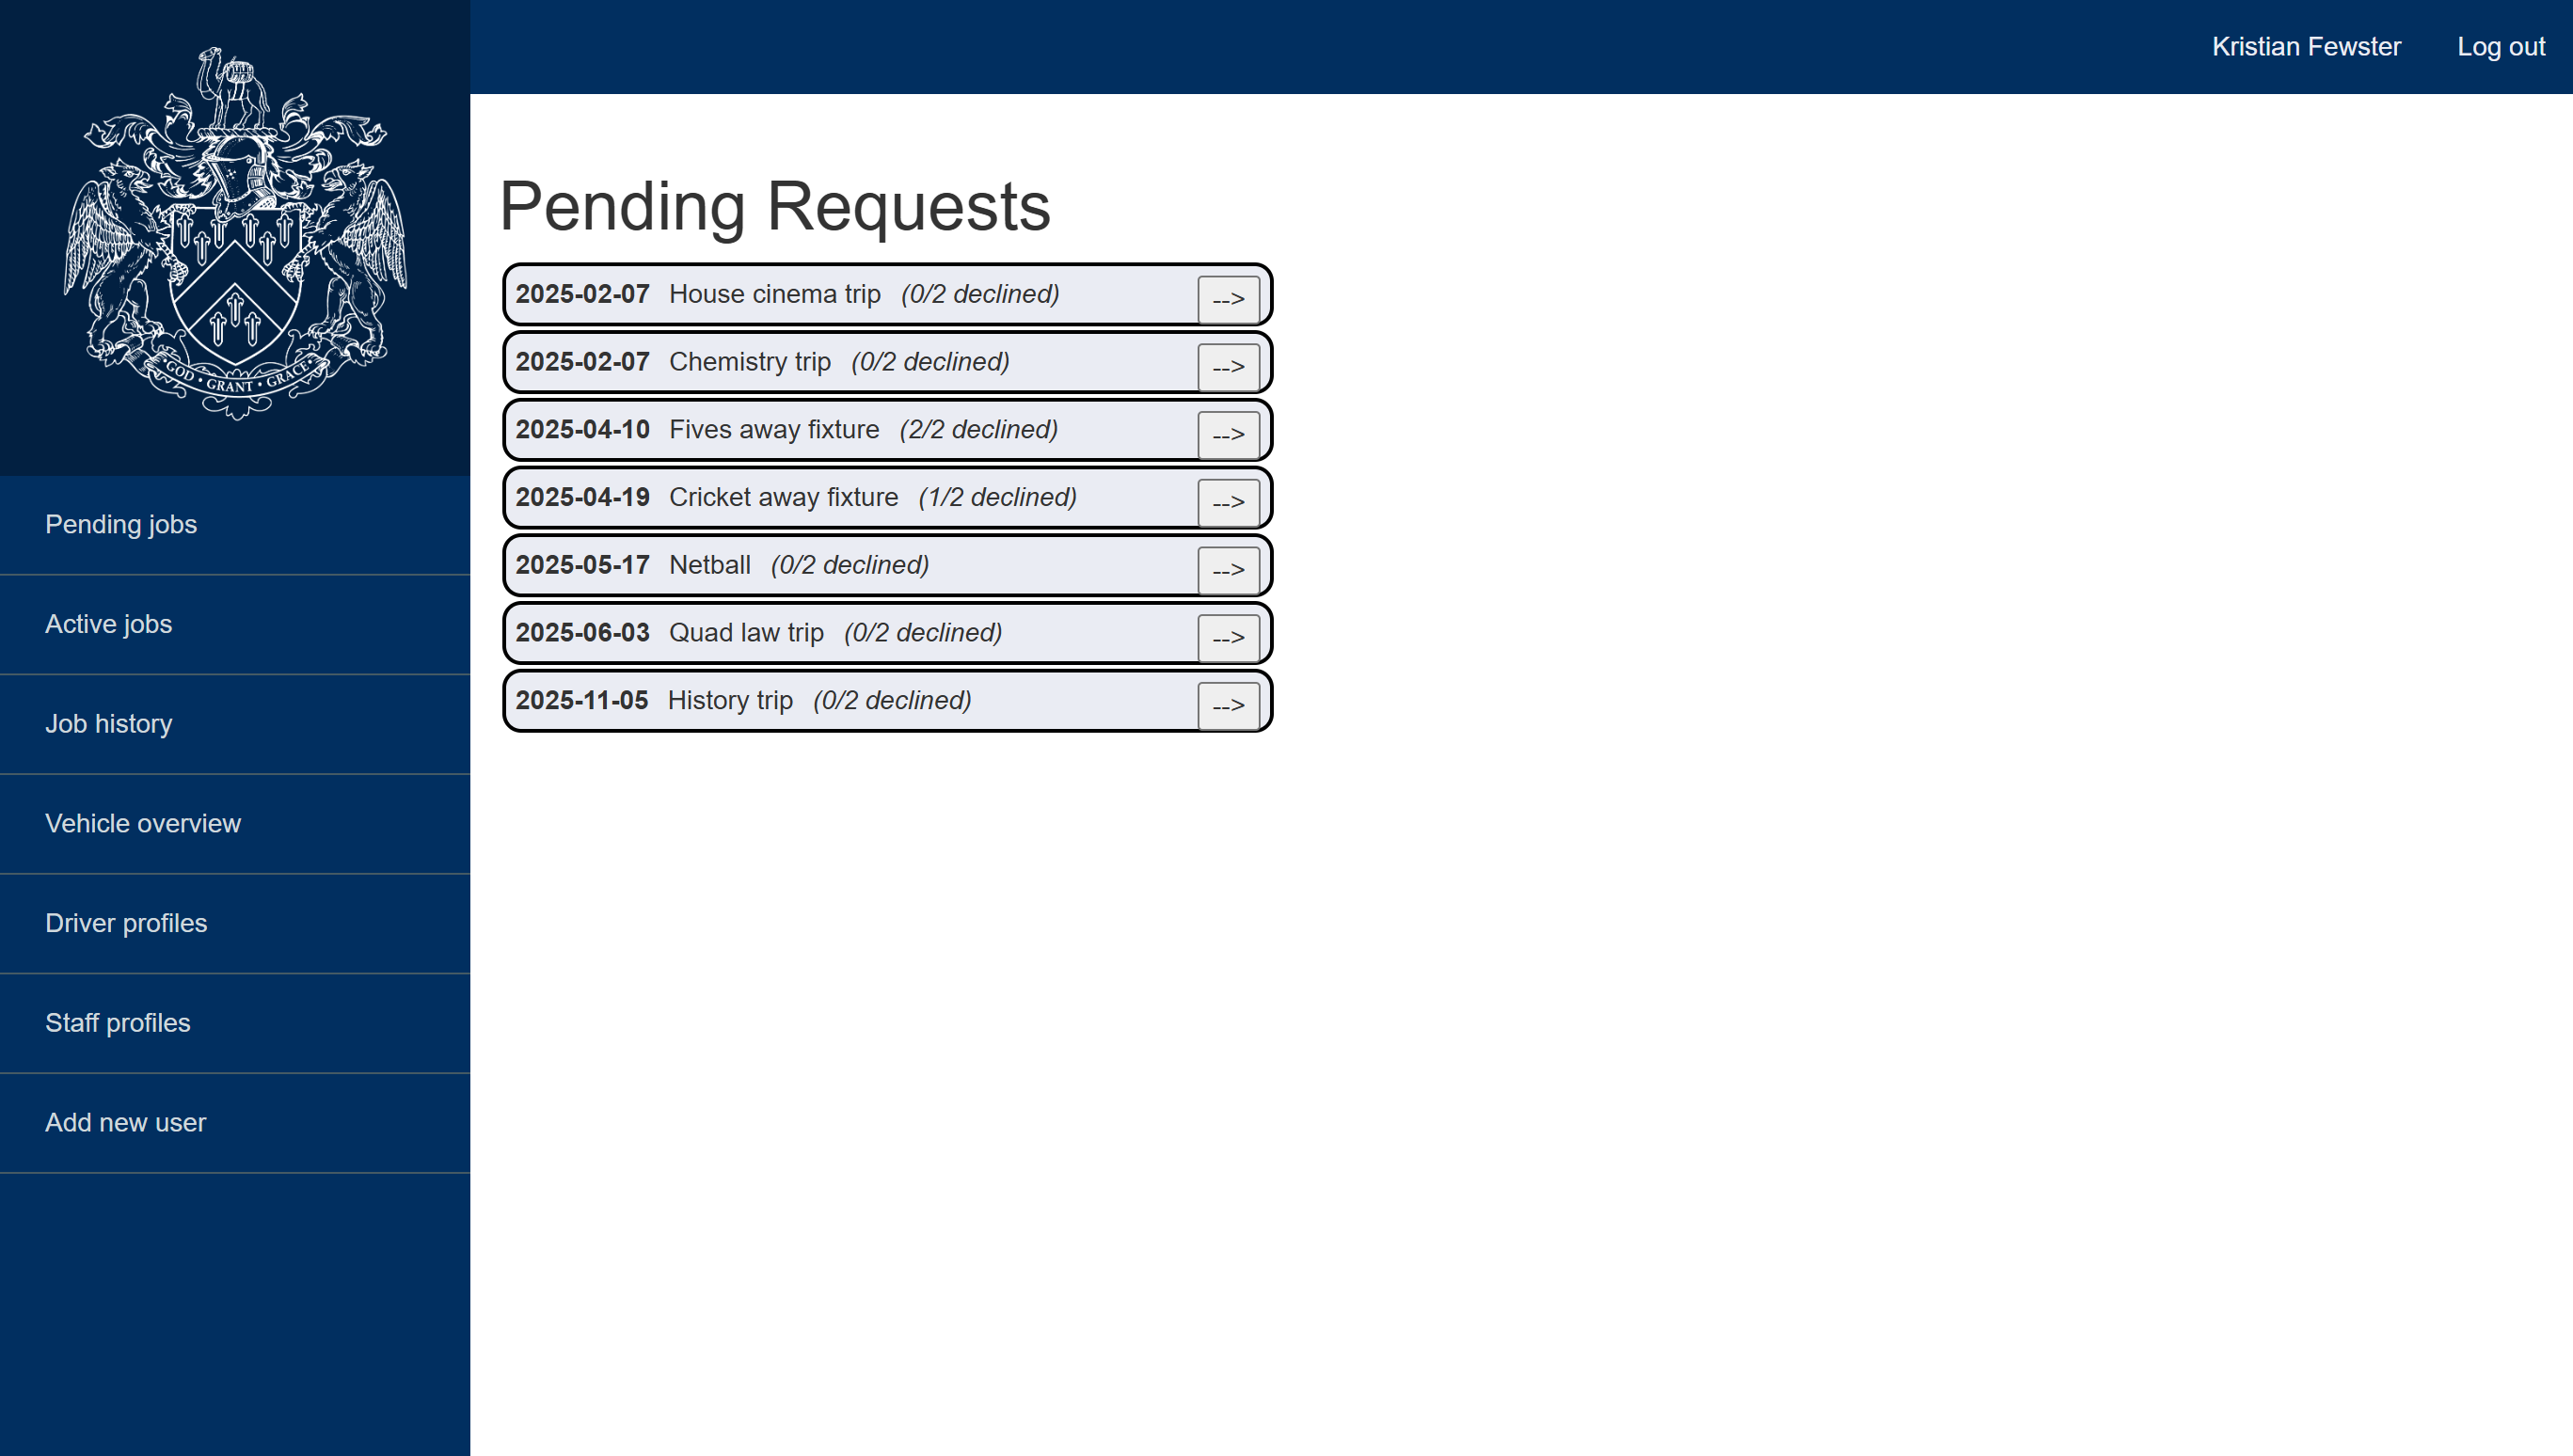 Kristian Fewster Log out
GOD · GRANT · GRACE
Pending jobs
Active jobs
Job history
Vehicle overview
Driver profiles
Staff profiles
Add new user
Pending Requests
2025-02-07 House cinema trip (0/2 declined) -->
2025-02-07 Chemistry trip (0/2 declined) -->
2025-04-10 Fives away fixture (2/2 declined) -->
2025-04-19 Cricket away fixture (1/2 declined) -->
2025-05-17 Netball (0/2 declined) -->
2025-06-03 Quad law trip (0/2 declined) -->
2025-11-05 History trip (0/2 declined) -->